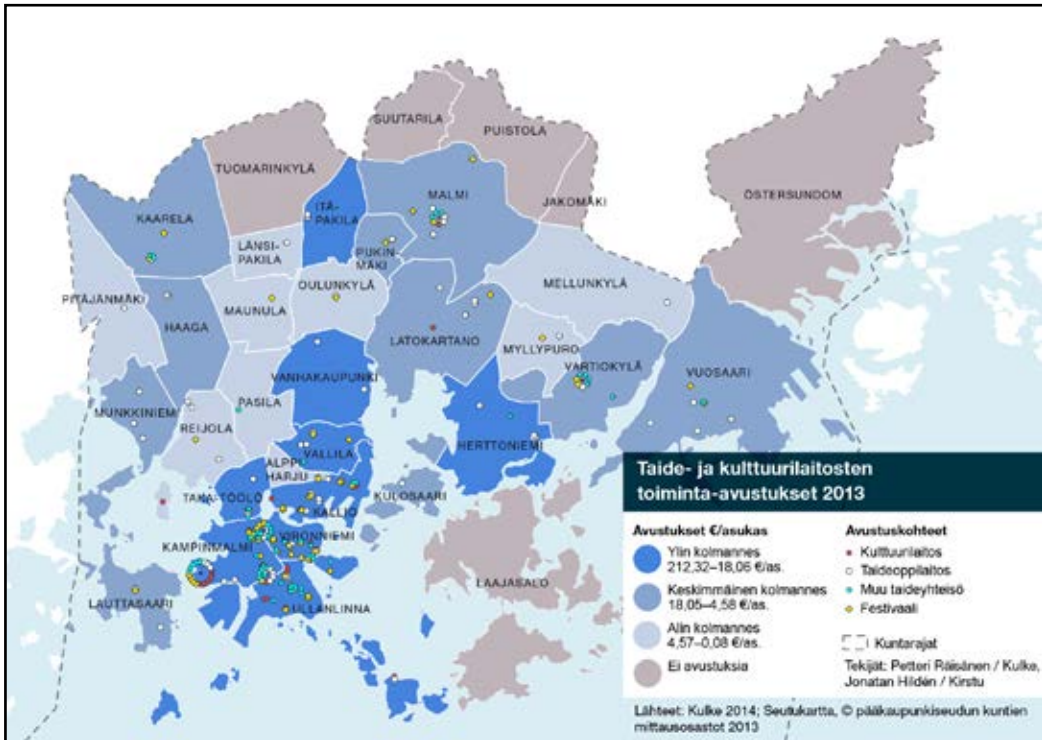 SUUTARILA
PUISTOLA
TUOMARINKYLÄ
ÖSTERSUNDOM
MALMI
JAKOMÄKI
ITÄ-
PAKILA
KAARELA
LÄNSI-
PAKILA
PUKIN-
MÄKI
MELLUNKYLÄ
OULUNKYLÄ
PITÄJÄNMÄKI
MAUNULA
HAAGA
LATOKARTANO
MYLLYPURO
VARTIOKYLÄ
VUOSAARI
VANHAKAUPUNKI
PASILA
MUNKKINIEMI
REIJOLA
HERTTONIEMI
VALLILA
ALPPI-
HARJU
KULOSAARI
TAKA-TÖÖLÖ
KALLIO
VIRONNIEMI
KAMPINMALMI
LAAJASALO
LAUTTASAARI
ULLANLINNA
Taide- ja kulttuurilaitosten
toiminta-avustukset 2013
Avustukset €/asukas
Ylin kolmannes
212,32–18,06 €/as.
Keskimmäinen kolmannes
18,05–4,58 €/as.
Alin kolmannes
4,57–0,08 €/as.
Ei avustuksia
Avustuskohteet
Kulttuurilaitos
Taideoppilaitos
Muu taideyhteisö
Festivaali
Kuntarajat
Tekijät: Petteri Räisänen / Kulke,
Jonatan Hildén / Kirstu
Lähteet: Kulke 2014; Seutukartta, © pääkaupunkiseudun kuntien
mittausosastot 2013